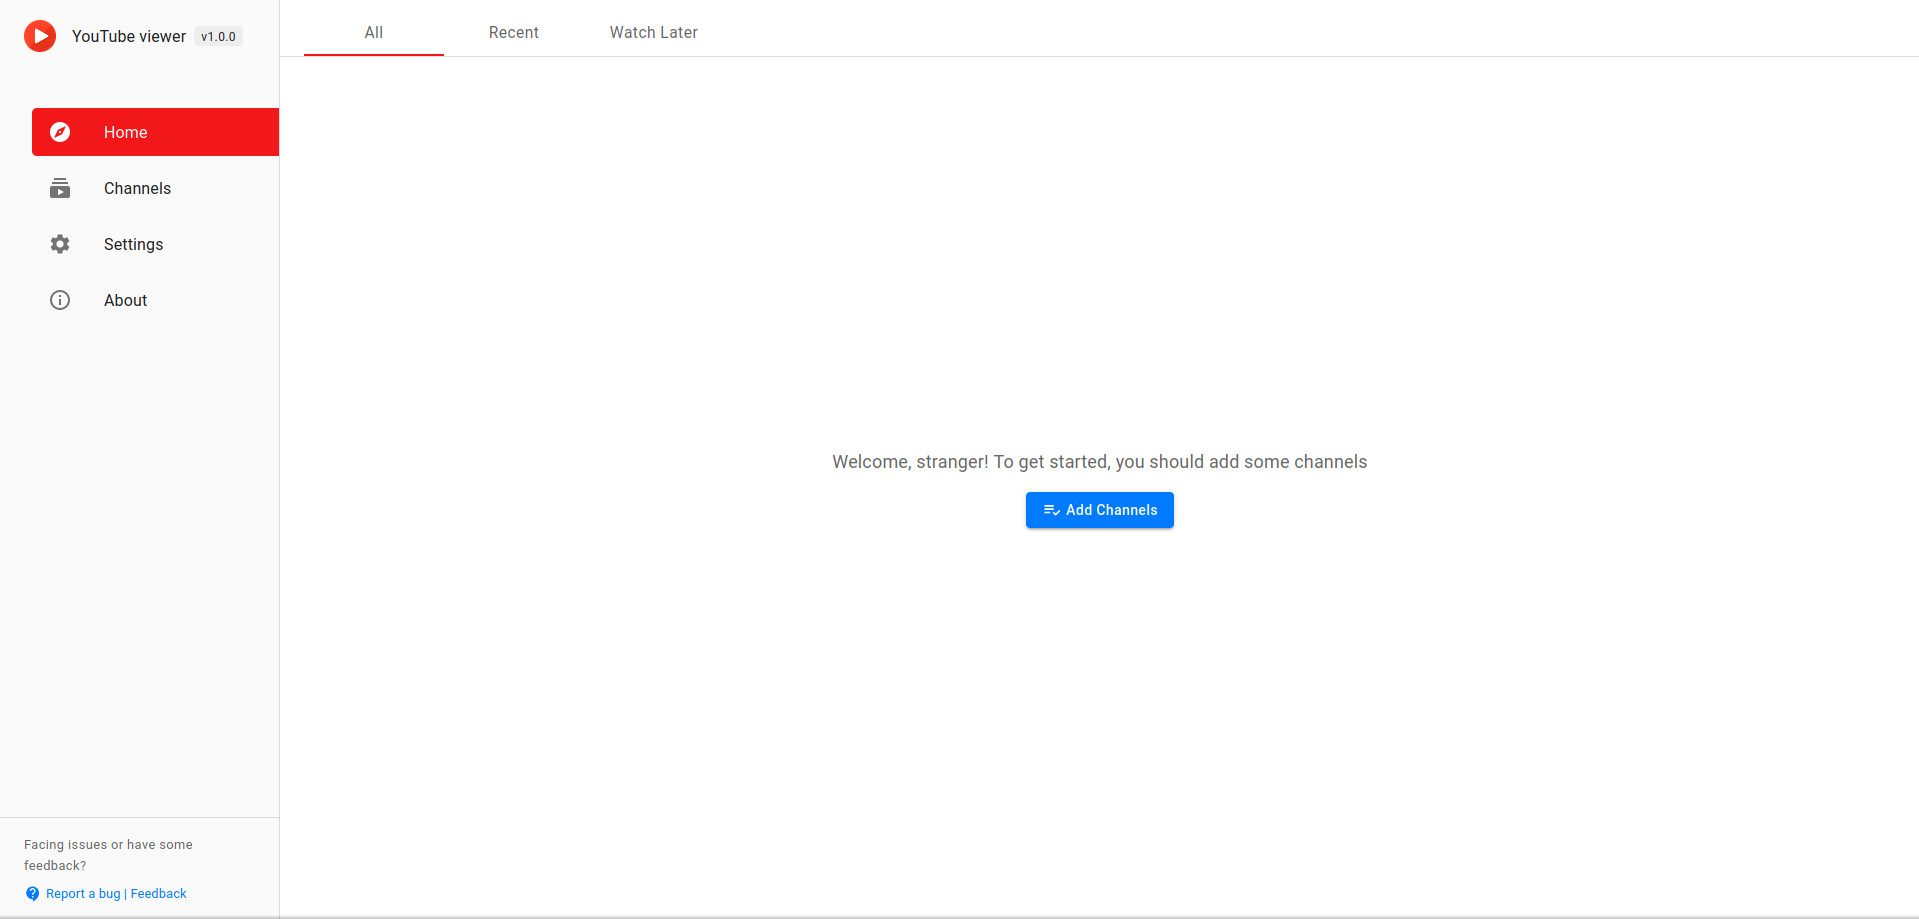 YouTube viewer v1.0.0
Home
Channels
Settings
About
Facing issues or have some
feedback?
Report a bug | Feedback
All Recent Watch Later
Welcome, stranger! To get started, you should add some channels
Add Channels